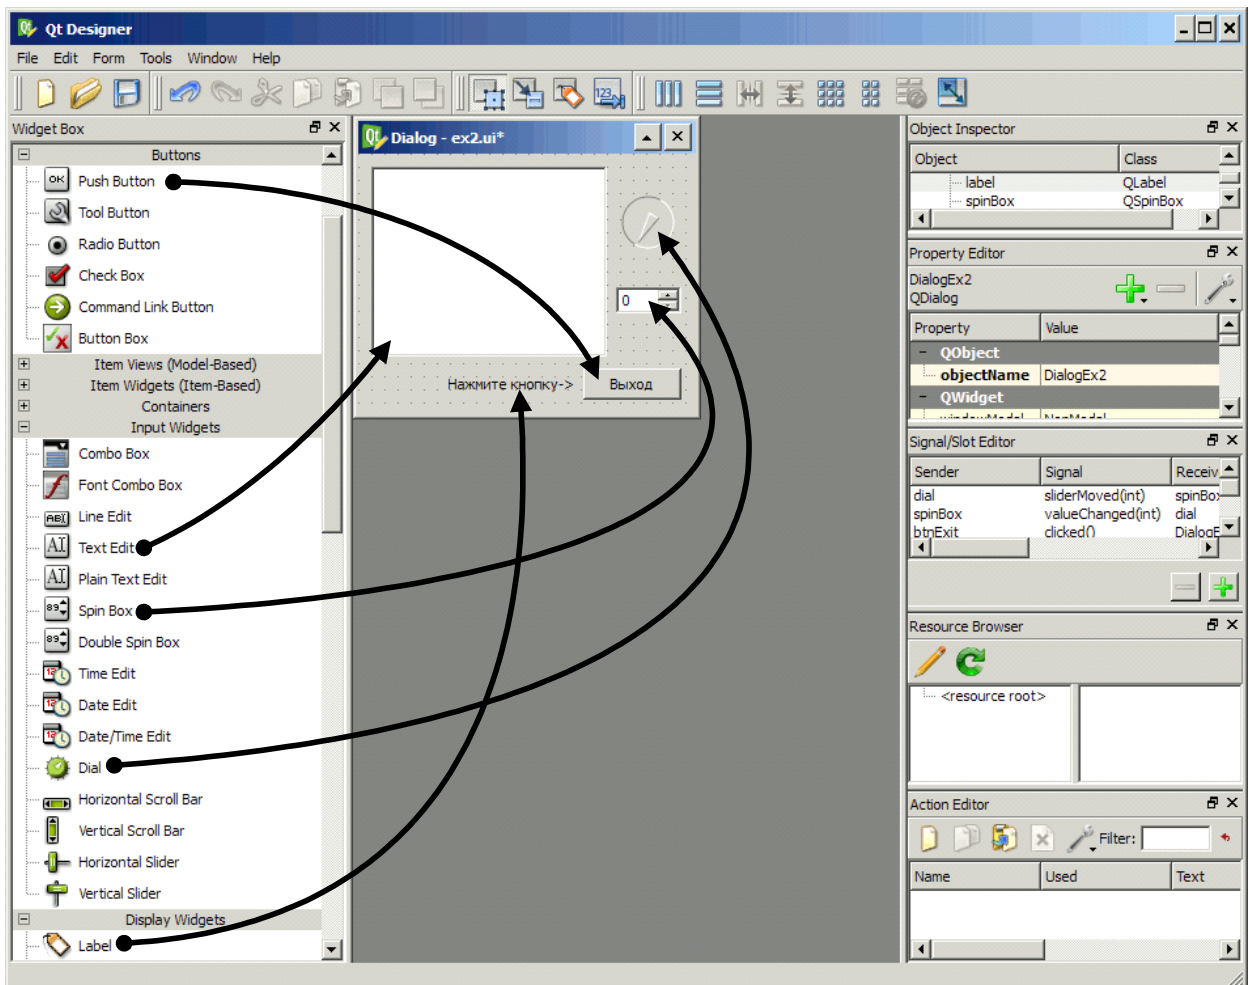 Qt Designer
File Edit Form Tools Window Help
Widget Box
Buttons
Push Button
Tool Button
Radio Button
Check Box
Command Link Button
Button Box
Item Views (Model-Based)
Item Widgets (Item-Based)
Containers
Input Widgets
Combo Box
Font Combo Box
Line Edit
Text Edit
Plain Text Edit
Spin Box
Double Spin Box
Time Edit
Date Edit
Date/Time Edit
Dial
Horizontal Scroll Bar
Vertical Scroll Bar
Horizontal Slider
Vertical Slider
Display Widgets
Label
Dialog - ex2.ui*
0
Нажмите кнопку->
Выход
Object Inspector
Object Class
label QLabel
spinBox QSpinBox
Property Editor
DialogEx2
QDialog
Property Value
QObject
objectName DialogEx2
QWidget
windowModal NonModal
Signal/Slot Editor
Sender Signal Receiv
dial sliderMoved(int) spinBo
spinBox valueChanged(int) dial
btnExit clicked() DialogE
Resource Browser
<resource root>
Action Editor
Filter:
Name Used Text